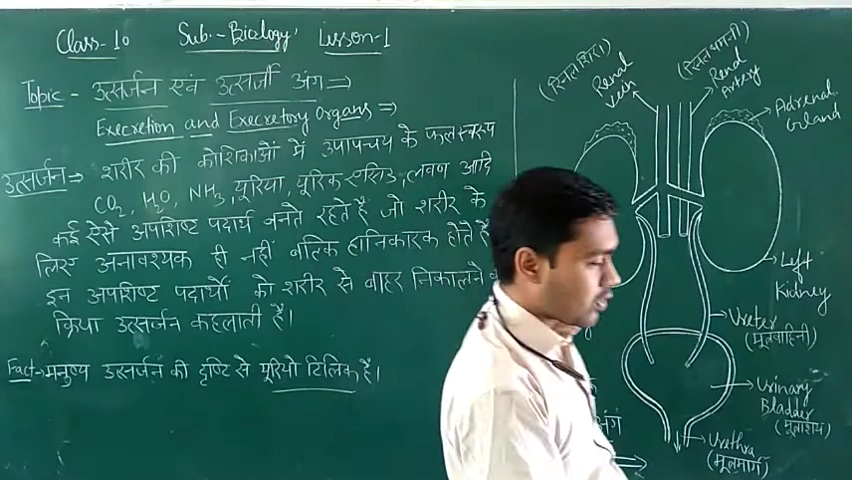 Class-10 Sub.-Biology' Lesson-1
Topic- उत्सर्जन एवं उत्सर्जी अंग ⇒
Execretion and Execretory Organs ⇒
उत्सर्जन ⇒ शरीर की कोशिकाओं में उपापचय के फलस्वरूप
CO2, H2O, NH3, यूरिया, यूरिक एसिड, लवण आदि
कई ऐसे अपशिष्ट पदार्थ बनते रहते हैं जो शरीर के
लिए अनावश्यक ही नहीं बल्कि हानिकारक होते हैं
इन अपशिष्ट पदार्थों को शरीर से बाहर निकालने
क्रिया उत्सर्जन कहलाती है।
Fact- मनुष्य उत्सर्जन की दृष्टि से यूरियोटिलिक है।
Renal
vein
Renal
Artery
Adrenal
Gland
Left
Kidney
Ureter
(मूत्रवाहिनी)
Urinary
Bladder
(मूत्राशय)
Urethra
(मूत्रमार्ग)